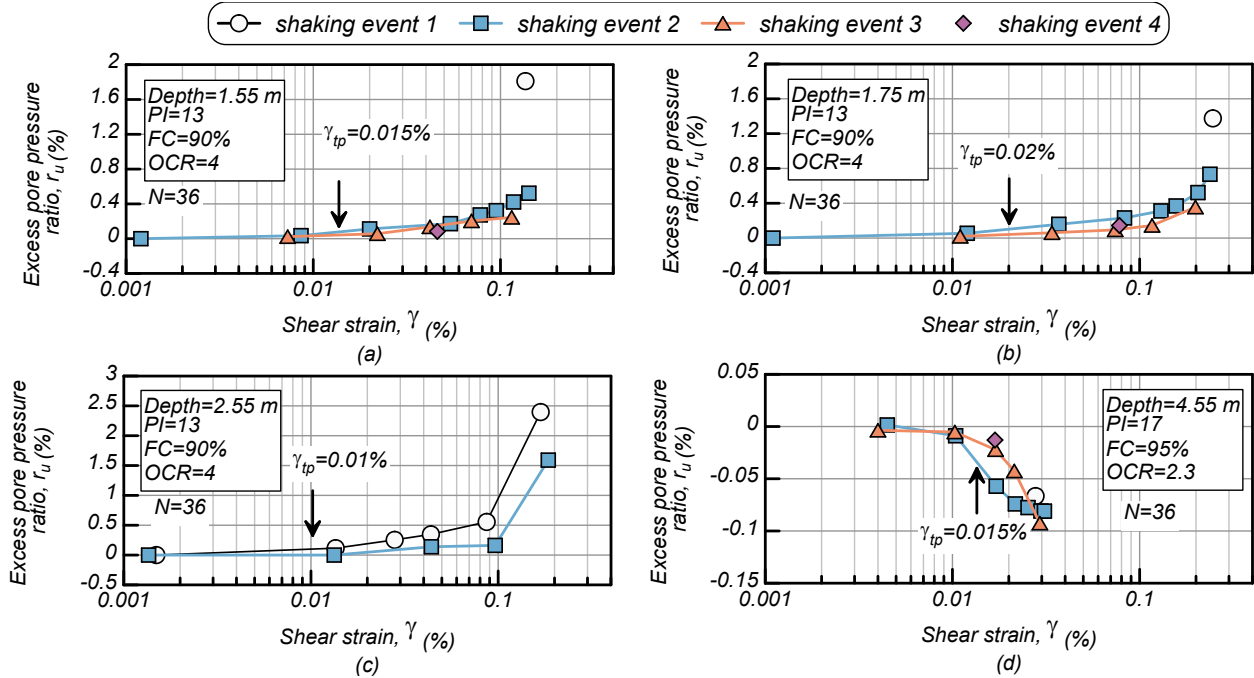 shaking event 1 shaking event 2 shaking event 3 shaking event 4
Excess pore pressure
ratio, r_u (%)
2
1.6
1.2
0.8
0.4
0
-0.4
Depth=1.55 m
PI=13
FC=90%
OCR=4
N=36
γ_tp=0.015%
0.001 0.01 0.1
Shear strain, γ (%)
(a)
Excess pore pressure
ratio, r_u (%)
2
1.6
1.2
0.8
0.4
0
-0.4
Depth=1.75 m
PI=13
FC=90%
OCR=4
N=36
γ_tp=0.02%
0.001 0.01 0.1
Shear strain, γ (%)
(b)
Excess pore pressure
ratio, r_u (%)
3
2.5
2
1.5
1
0.5
0
-0.5
Depth=2.55 m
PI=13
FC=90%
OCR=4
N=36
γ_tp=0.01%
0.001 0.01 0.1
Shear strain, γ (%)
(c)
Excess pore pressure
ratio, r_u (%)
0.05
0
-0.05
-0.1
-0.15
Depth=4.55 m
PI=17
FC=95%
OCR=2.3
N=36
γ_tp=0.015%
0.001 0.01 0.1
Shear strain, γ (%)
(d)